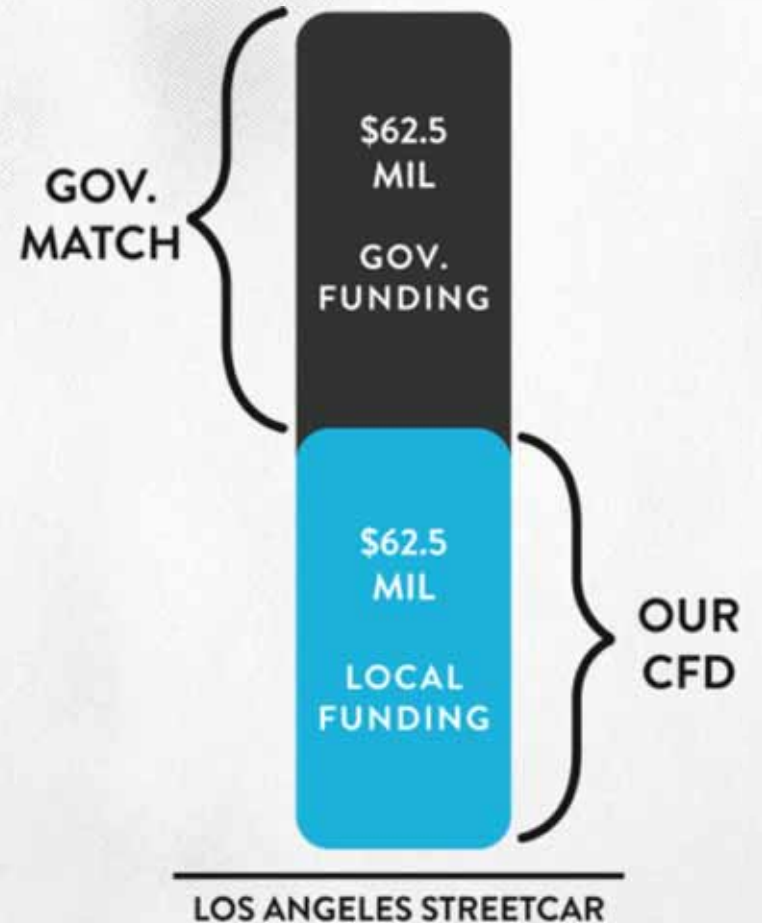 $62.5
MIL
GOV.
FUNDING
GOV.
MATCH
$62.5
MIL
LOCAL
FUNDING
OUR
CFD
LOS ANGELES STREETCAR